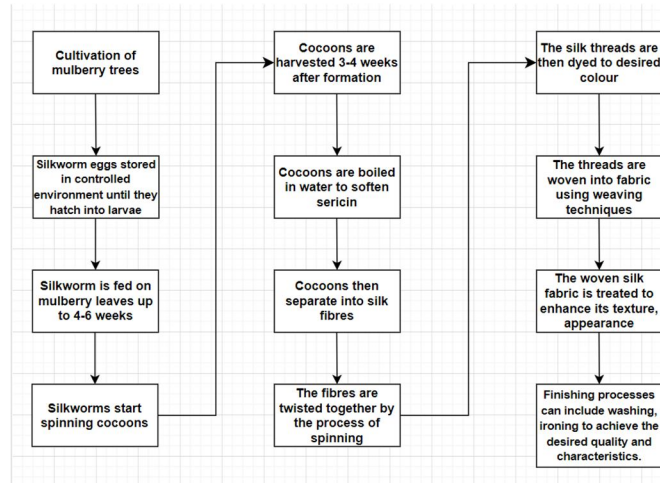 Cultivation of
mulberry trees
Silkworm eggs stored
in controlled
environment until they
hatch into larvae
Silkworm is fed on
mulberry leaves up
to 4-6 weeks
Silkworms start
spinning cocoons
Cocoons are
harvested 3-4 weeks
after formation
Cocoons are boiled
in water to soften
sericin
Cocoons then
separate into silk
fibres
The fibres are
twisted together by
the process of
spinning
The silk threads are
then dyed to desired
colour
The threads are
woven into fabric
using weaving
techniques
The woven silk
fabric is treated to
enhance its texture,
appearance
Finishing processes
can include washing,
ironing to achieve the
desired quality and
characteristics.